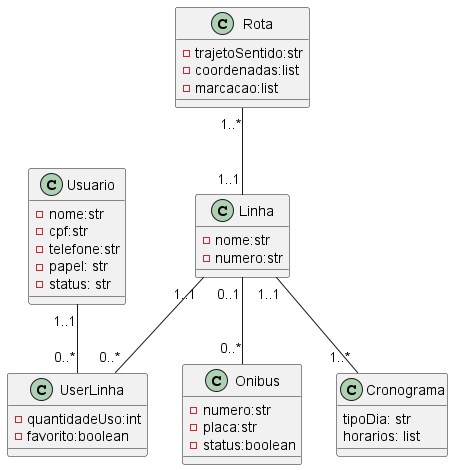 C Rota
trajetoSentido:str
coordenadas:list
marcacao:list
1..*
1..1
C Usuario
nome:str
cpf:str
telefone:str
papel: str
status: str
C Linha
nome:str
numero:str
1..1
0..*
1..1
0..*
0..1
0..*
1..1
1..*
C UserLinha
quantidadeUso:int
favorito:boolean
C Onibus
numero:str
placa:str
status:boolean
C Cronograma
tipoDia: str
horarios: list